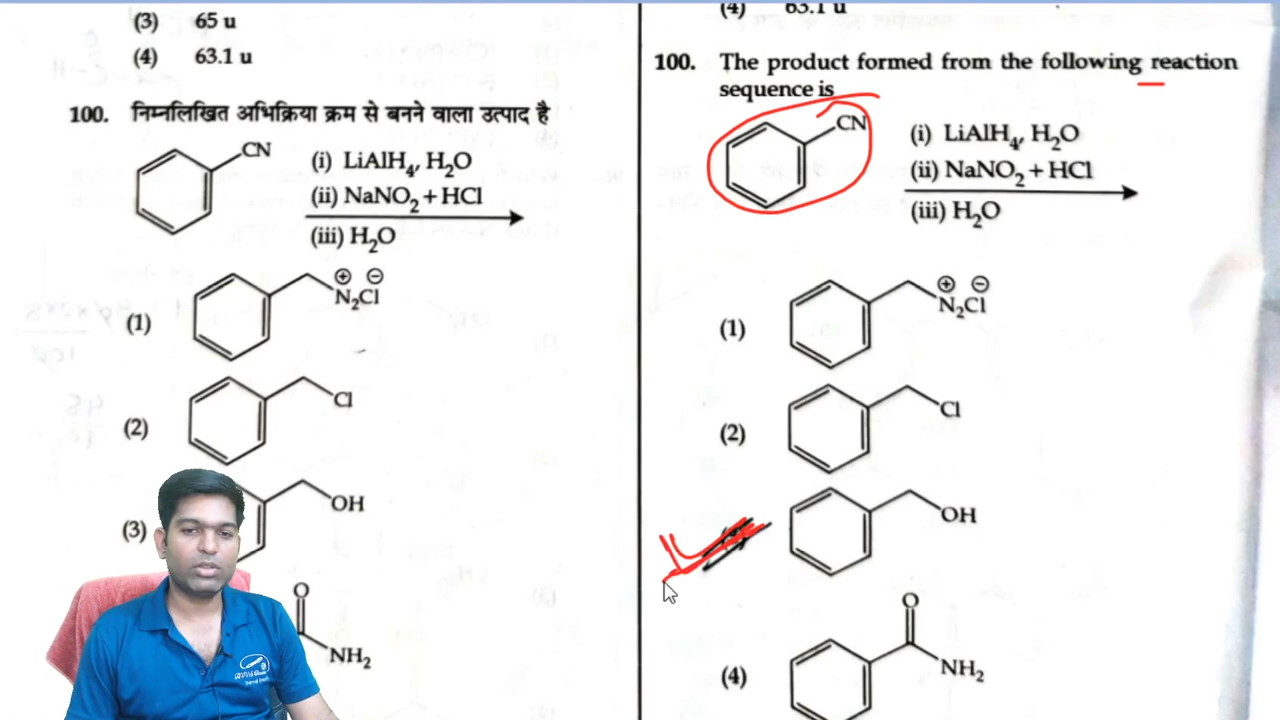 (3) 65 u
(4) 63.1 u
100. निम्नलिखित अभिक्रिया क्रम से बनने वाला उत्पाद है
CN
(i) LiAlH₄, H₂O
(ii) NaNO₂ + HCl
(iii) H₂O
(1) N₂Cl ⊕ ⊖
(2) Cl
(3) OH
O
NH₂
(4) 63.1 u
100. The product formed from the following reaction
sequence is
CN
(i) LiAlH₄, H₂O
(ii) NaNO₂ + HCl
(iii) H₂O
(1) N₂Cl ⊕ ⊖
(2) Cl
OH
O
(4) NH₂